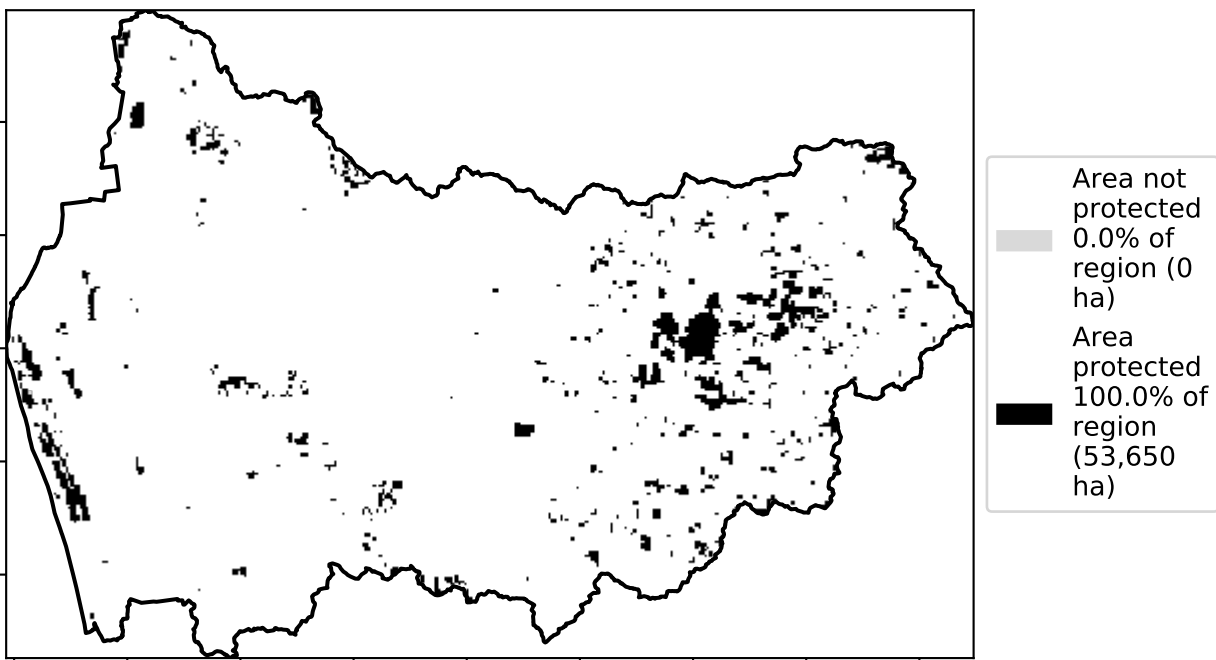 Area not
protected
0.0% of
region (0
ha)
Area
protected
100.0% of
region
(53,650
ha)